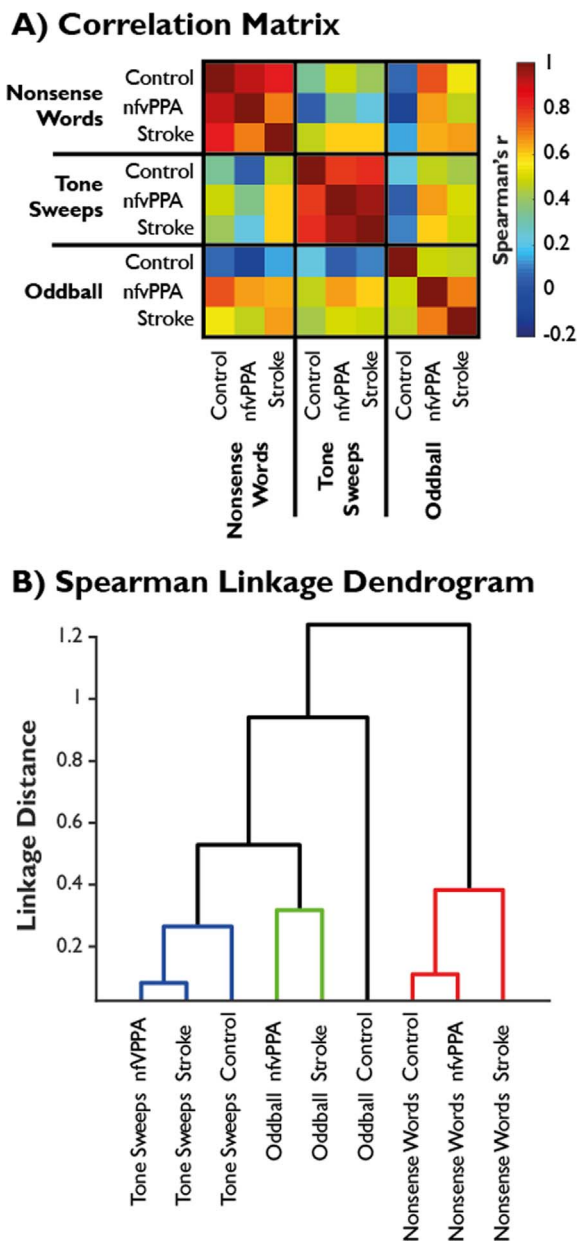 A) Correlation Matrix
Nonsense
Words
Control
nfvPPA
Stroke
Tone
Sweeps
Control
nfvPPA
Stroke
Oddball
Control
nfvPPA
Stroke
Control
nfvPPA
Stroke
Control
nfvPPA
Stroke
Control
nfvPPA
Stroke
Nonsense
Words
Tone
Sweeps
Oddball
1
0.8
0.6
0.4
0.2
0
-0.2
Spearman's r
B) Spearman Linkage Dendrogram
1.2
1
0.8
0.6
0.4
0.2
Linkage Distance
Tone Sweeps nfVPPA
Tone Sweeps Stroke
Tone Sweeps Control
Oddball nfvPPA
Oddball Stroke
Oddball Control
Nonsense Words Control
Nonsense Words nfvPPA
Nonsense Words Stroke